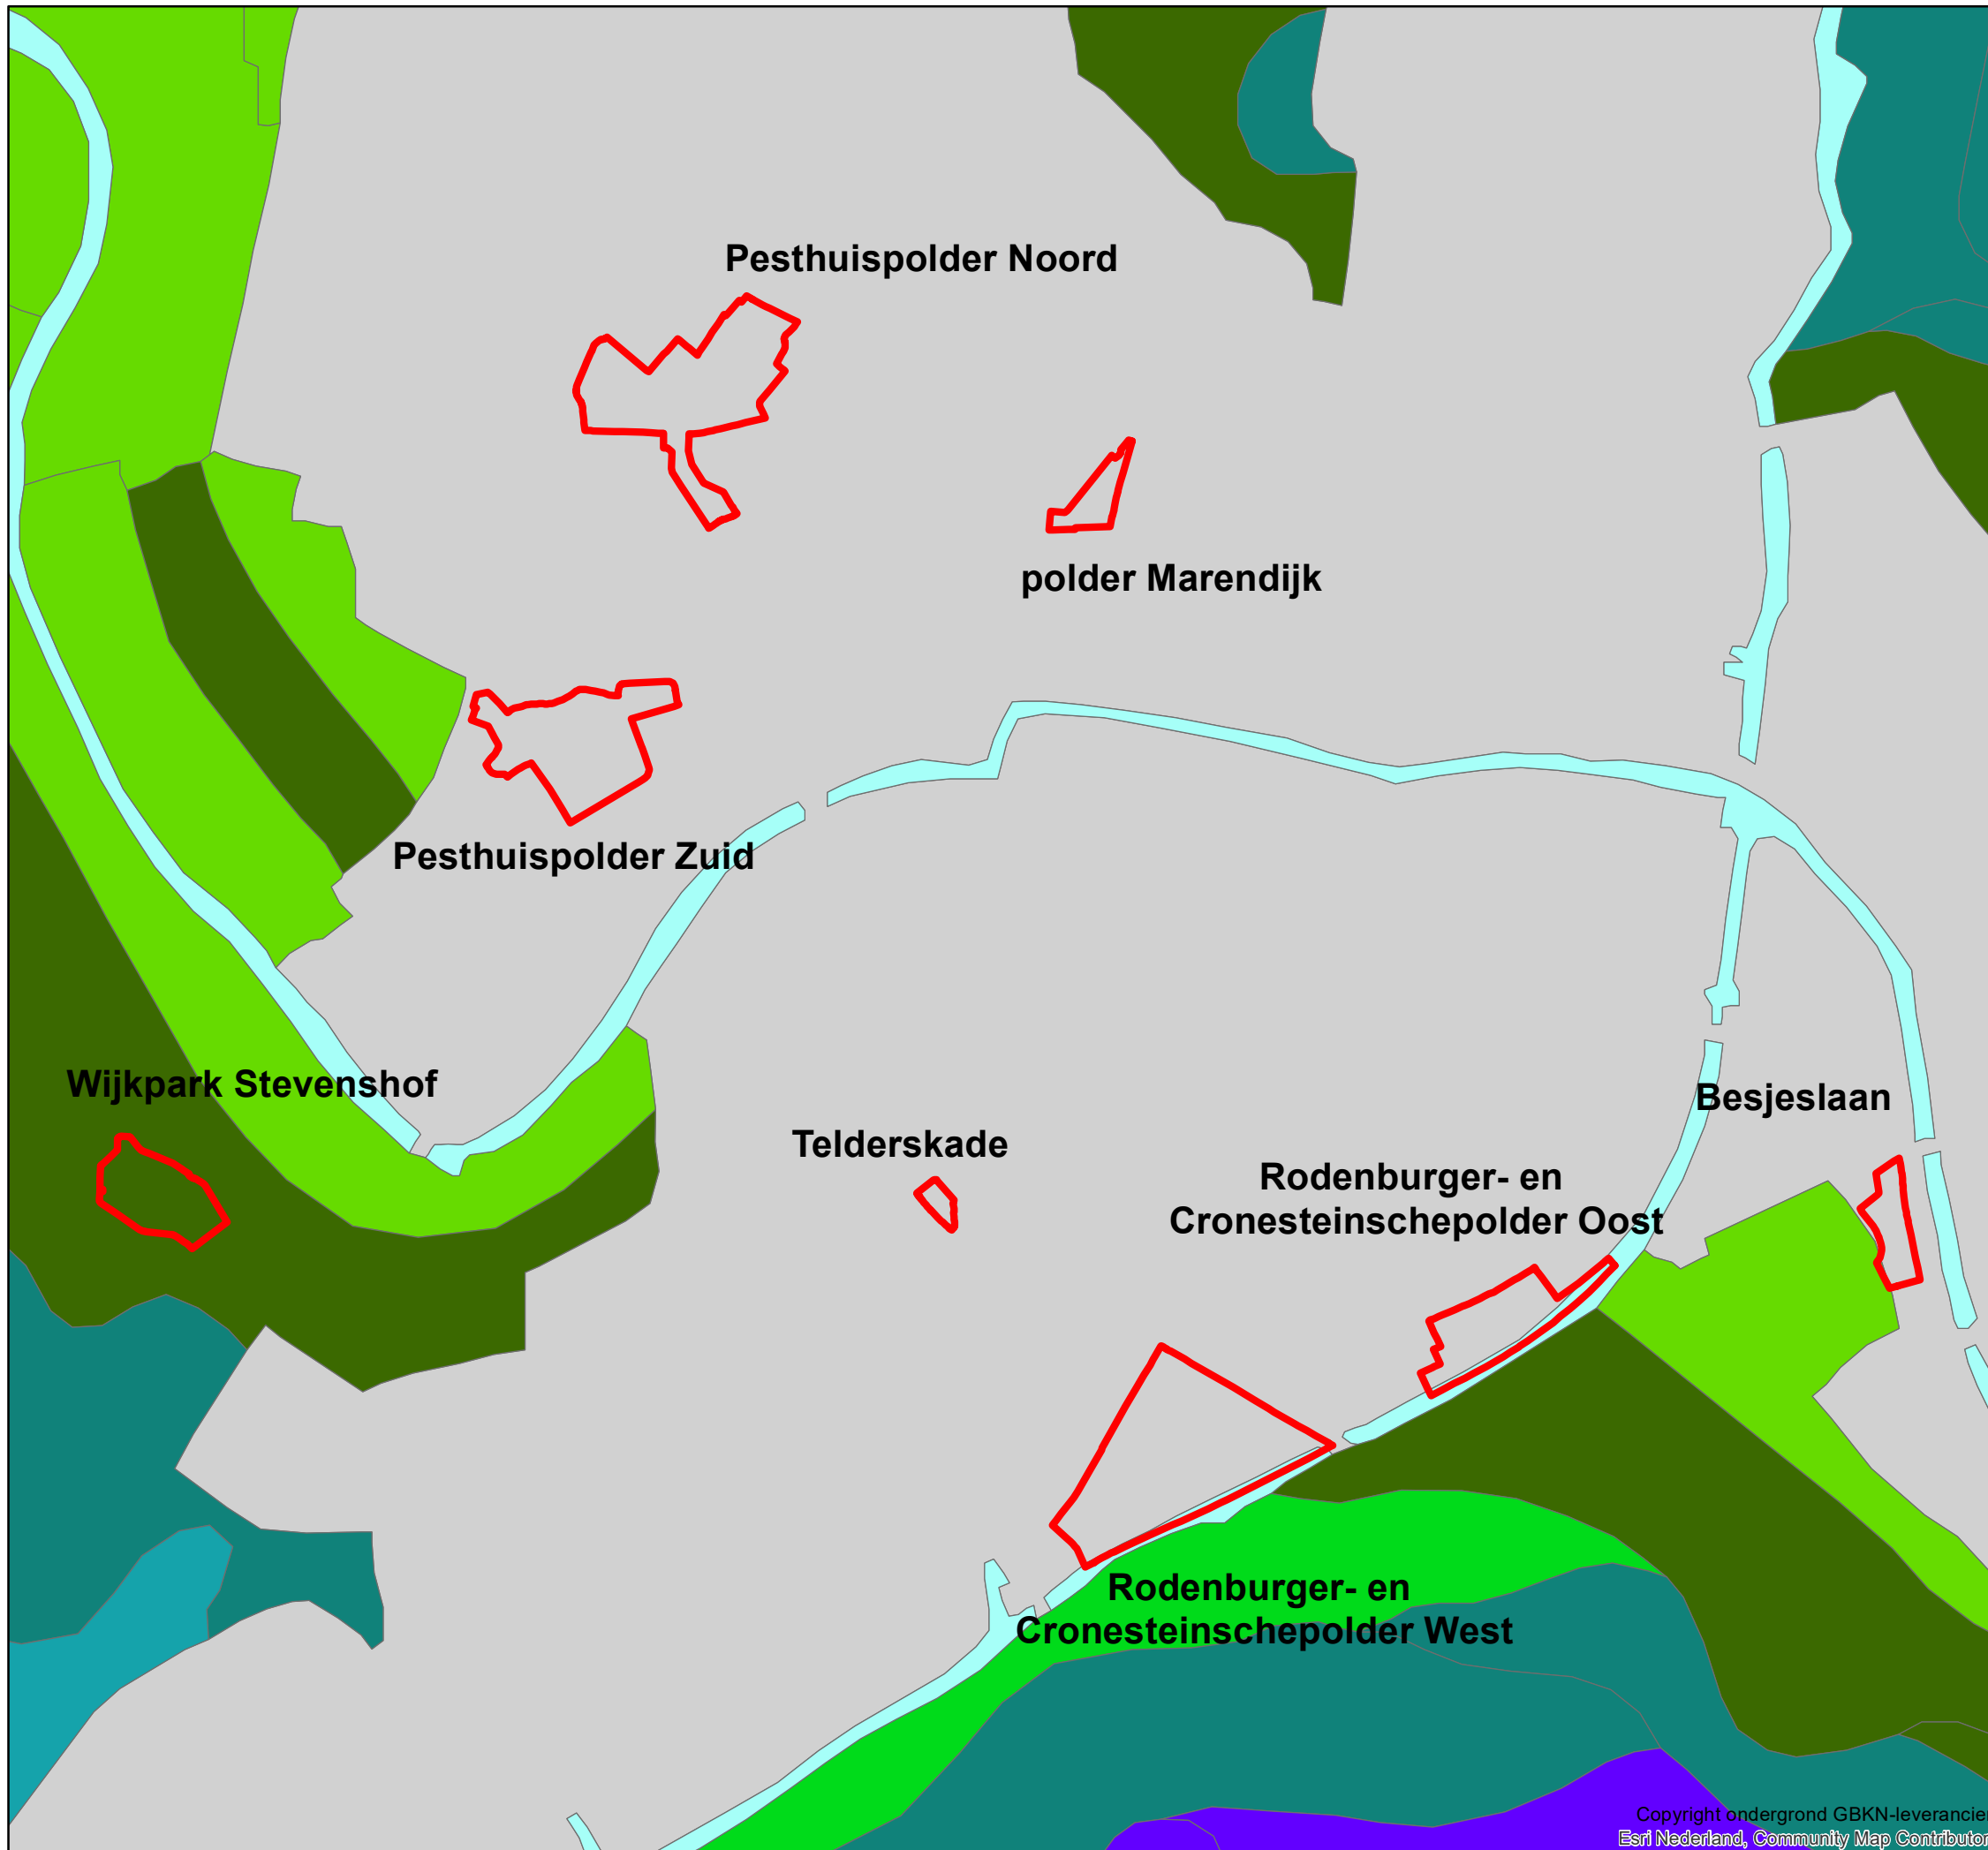 Pesthuispolder Noord
polder Marendijk
Pesthuispolder Zuid
Wijkpark Stevenshof
Besjeslaan
Telderskade
Rodenburger- en
Cronesteinschepolder Oost
Rodenburger- en
Cronesteinschepolder West
Copyright ondergrond GBKN-leverancier
Esri Nederland, Community Map Contributor